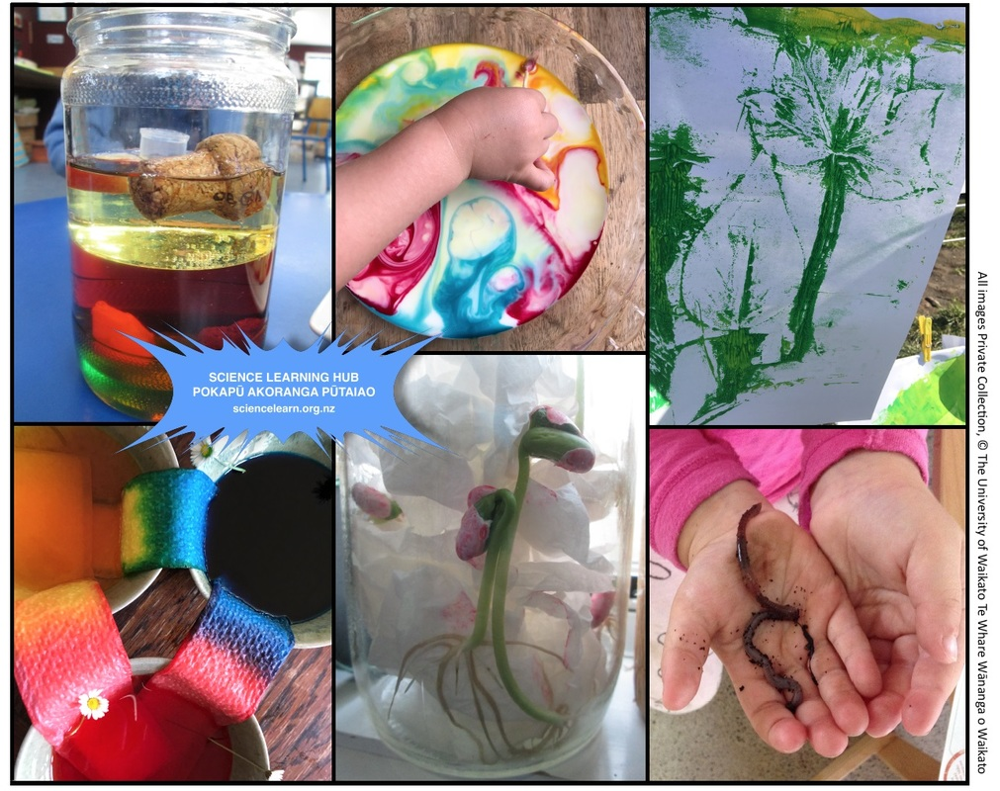 SCIENCE LEARNING HUB
POKAPŪ AKORANGA PŪTAIAO
sciencelearn.org.nz
All images Private Collection, © The University of Waikato Te Whare Wānanga o Waikato